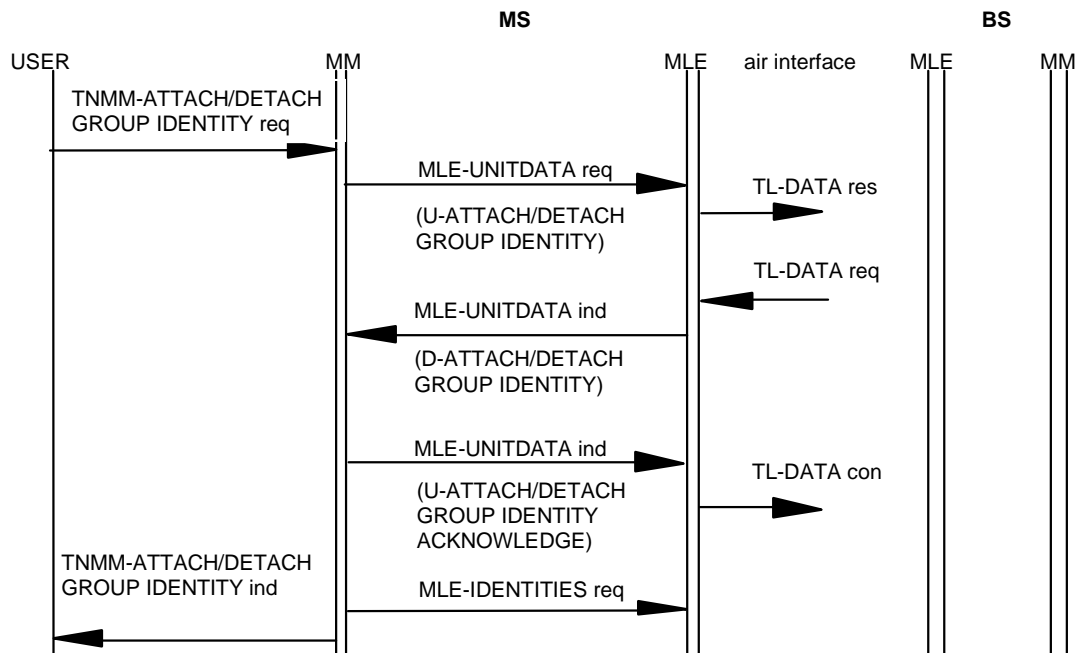 MS BS
USER MM MLE air interface MLE MM
TNMM-ATTACH/DETACH
GROUP IDENTITY req
MLE-UNITDATA req
TL-DATA res
(U-ATTACH/DETACH
GROUP IDENTITY)
TL-DATA req
MLE-UNITDATA ind
(D-ATTACH/DETACH
GROUP IDENTITY)
MLE-UNITDATA ind
TL-DATA con
(U-ATTACH/DETACH
GROUP IDENTITY
ACKNOWLEDGE)
TNMM-ATTACH/DETACH
GROUP IDENTITY ind
MLE-IDENTITIES req